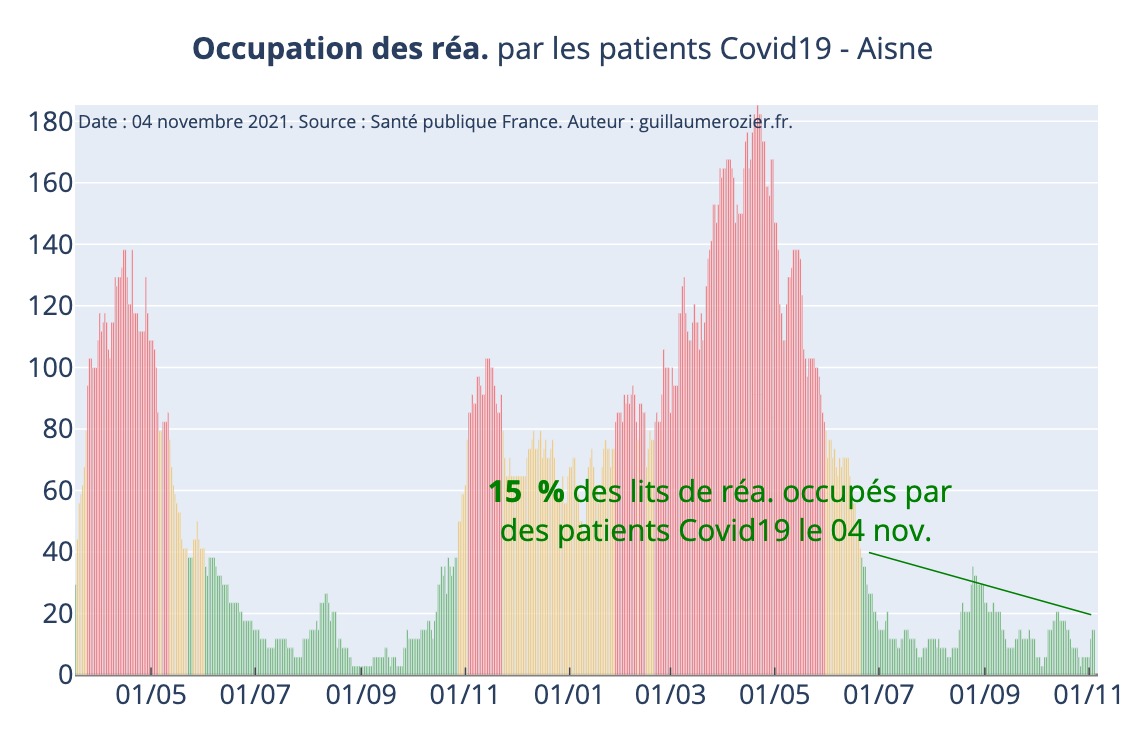 Occupation des réa. par les patients Covid19 - Aisne
Date : 04 novembre 2021. Source : Santé publique France. Auteur : guillaumerozier.fr.
180
160
140
120
100
80
60
40
20
0
15 % des lits de réa. occupés par
des patients Covid19 le 04 nov.
01/05 01/07 01/09 01/11 01/01 01/03 01/05 01/07 01/09 01/11